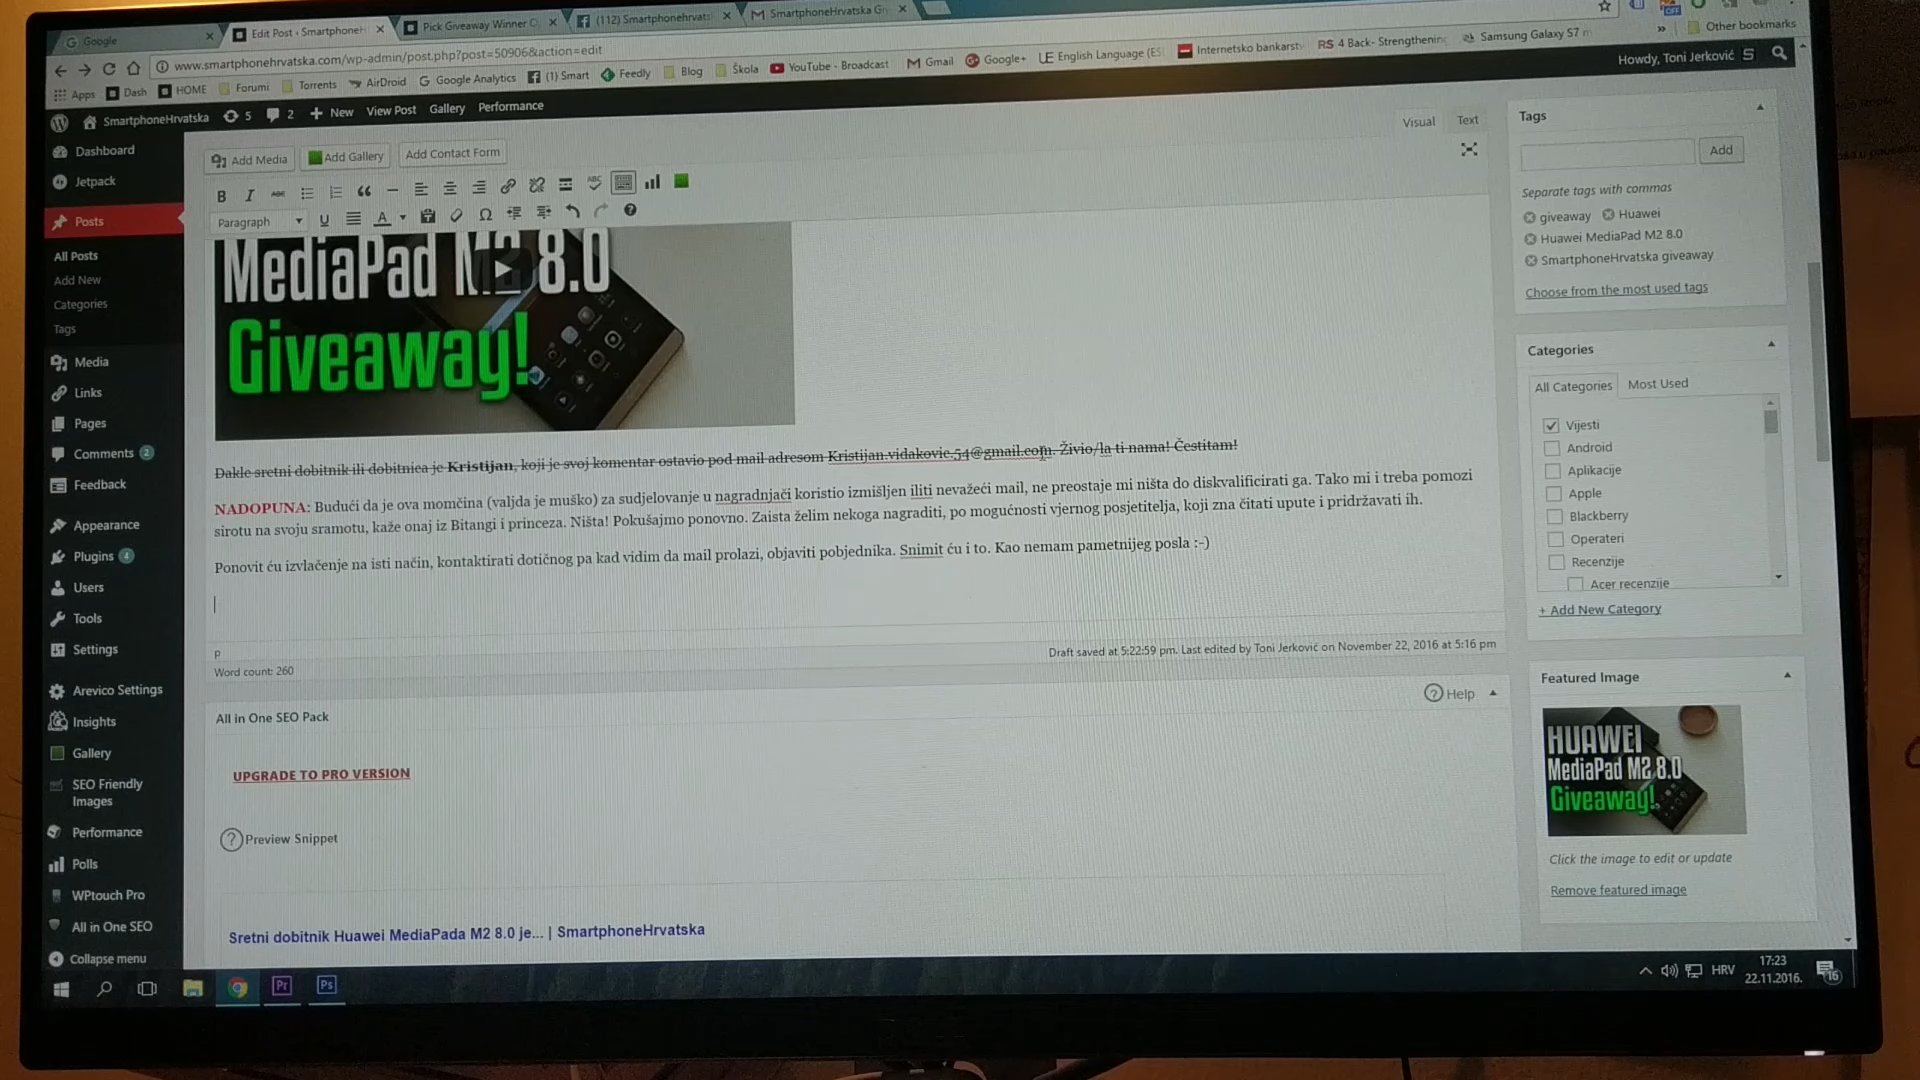 Google
Edit Post ‹ SmartphoneH
Pick Giveaway Winner
(112) Smartphonehrvats
SmartphoneHrvatska G
www.smartphonehrvatska.com/wp-admin/post.php?post=50906&action=edit
Apps Dash HOME Forumi Torrents AirDroid Google Analytics (1) Smart Feedly Blog Škola YouTube - Broadcast Gmail Google+ English Language (ES Internetsko bankarst RS 4 Back- Strengthening Samsung Galaxy S7 » Other bookmarks
SmartphoneHrvatska 5 2 New View Post Gallery Performance
Howdy, Toni Jerković
Dashboard
Jetpack
Posts
All Posts
Add New
Categories
Tags
Media
Links
Pages
Comments 2
Feedback
Appearance
Plugins 4
Users
Tools
Settings
Arevico Settings
Insights
Gallery
SEO Friendly
Images
Performance
Polls
WPtouch Pro
All in One SEO
Collapse menu
Add Media Add Gallery Add Contact Form
Visual Text
B I ABC
Paragraph U A Ω
MediaPad M2 8.0
Giveaway!
Dakle sretni dobitnik ili dobitnica je Kristijan, koji je svoj komentar ostavio pod mail adresom Kristijan.vidakovic.54@gmail.com. Živio/la ti nama! Čestitam!
NADOPUNA: Budući da je ova momčina (valjda je muško) za sudjelovanje u nagradnjači koristio izmišljen iliti nevažeći mail, ne preostaje mi ništa do diskvalificirati ga. Tako mi i treba pomozi
sirotu na svoju sramotu, kaže onaj iz Bitangi i princeza. Ništa! Pokušajmo ponovno. Zaista želim nekoga nagraditi, po mogućnosti vjernog posjetitelja, koji zna čitati upute i pridržavati ih.
Ponovit ću izvlačenje na isti način, kontaktirati dotičnog pa kad vidim da mail prolazi, objaviti pobjednika. Snimit ću i to. Kao nemam pametnijeg posla :-)
p
Word count: 260
Draft saved at 5:22:59 pm. Last edited by Toni Jerković on November 22, 2016 at 5:16 pm
All in One SEO Pack
Help
UPGRADE TO PRO VERSION
Preview Snippet
Sretni dobitnik Huawei MediaPada M2 8.0 je... | SmartphoneHrvatska
Tags
Add
Separate tags with commas
giveaway Huawei
Huawei MediaPad M2 8.0
SmartphoneHrvatska giveaway
Choose from the most used tags
Categories
All Categories Most Used
Vijesti
Android
Aplikacije
Apple
Blackberry
Operateri
Recenzije
Acer recenzije
+ Add New Category
Featured Image
HUAWEI
MediaPad M2 8.0
Giveaway!
Click the image to edit or update
Remove featured image
Pr Ps
HRV
17:23
22.11.2016.
16